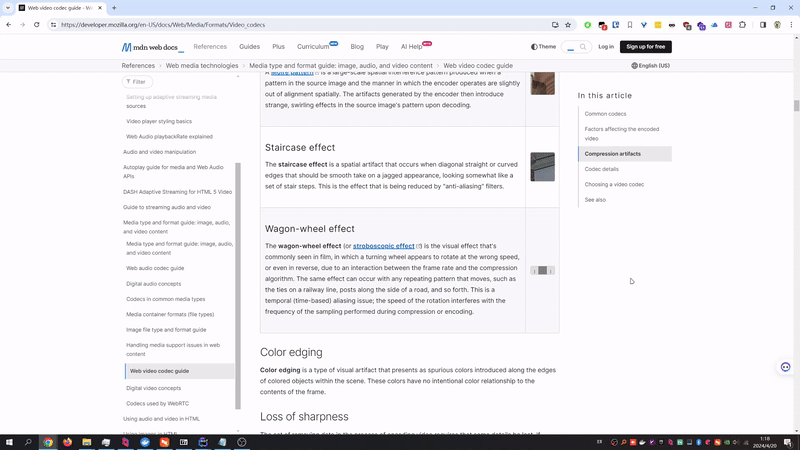 Web video codec guide - Web
https://developer.mozilla.org/en-US/docs/Web/Media/Formats/Video_codecs
mdn web docs_
References
Guides
Plus
Curriculum
Blog
Play
AI Help
Theme
Log in
Sign up for free
References
Web media technologies
Media type and format guide: image, audio, and video content
Web video codec guide
English (US)
Filter
Setting up adaptive streaming media
sources
Video player styling basics
Web Audio playbackRate explained
Audio and video manipulation
Autoplay guide for media and Web Audio
APIs
DASH Adaptive Streaming for HTML 5 Video
Guide to streaming audio and video
Media type and format guide: image, audio,
and video content
Media type and format guide: image, audio,
and video content
Web audio codec guide
Digital audio concepts
Codecs in common media types
Media container formats (file types)
Image file type and format guide
Handling media support issues in web
content
Web video codec guide
Digital video concepts
Codecs used by WebRTC
Using audio and video in HTML
A moiré pattern is a large-scale spatial interference pattern produced when a
pattern in the source image and the manner in which the encoder operates are slightly
out of alignment spatially. The artifacts generated by the encoder then introduce
strange, swirling effects in the source image's pattern upon decoding.
Staircase effect
The staircase effect is a spatial artifact that occurs when diagonal straight or curved
edges that should be smooth take on a jagged appearance, looking somewhat like a
set of stair steps. This is the effect that is being reduced by "anti-aliasing" filters.
Wagon-wheel effect
The wagon-wheel effect (or stroboscopic effect) is the visual effect that's
commonly seen in film, in which a turning wheel appears to rotate at the wrong speed,
or even in reverse, due to an interaction between the frame rate and the compression
algorithm. The same effect can occur with any repeating pattern that moves, such as
the ties on a railway line, posts along the side of a road, and so forth. This is a
temporal (time-based) aliasing issue; the speed of the rotation interferes with the
frequency of the sampling performed during compression or encoding.
Color edging
Color edging is a type of visual artifact that presents as spurious colors introduced along the edges
of colored objects within the scene. These colors have no intentional color relationship to the
contents of the frame.
Loss of sharpness
In this article
Common codecs
Factors affecting the encoded
video
Compression artifacts
Codec details
Choosing a video codec
See also
1:18
2024/4/20